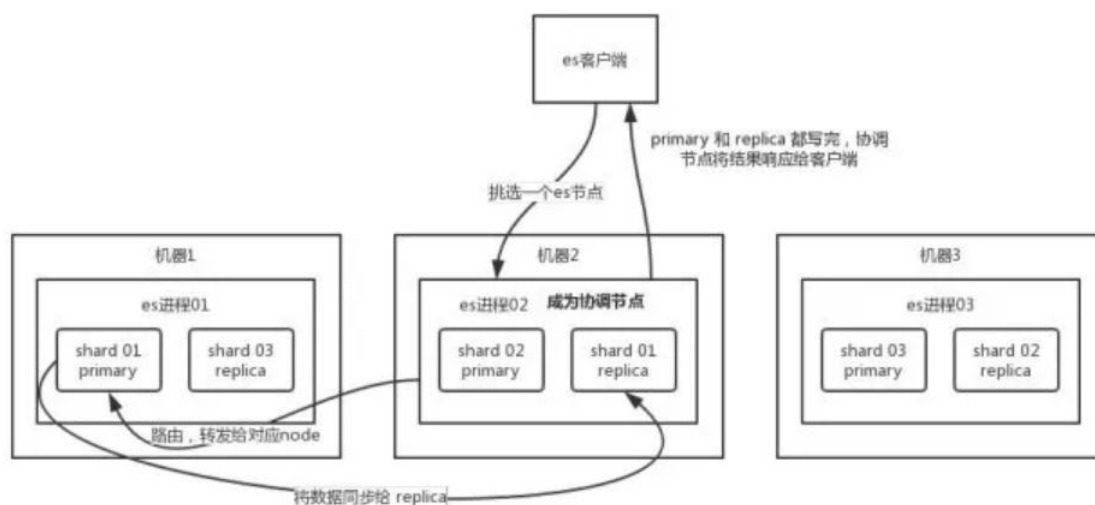 es客户端
primary 和 replica 都写完，协调
节点将结果响应给客户端
挑选一个es节点
机器1
es进程01
shard 01
primary
shard 03
replica
机器2
es进程02
成为协调节点
shard 02
primary
shard 01
replica
机器3
es进程03
shard 03
primary
shard 02
replica
路由，转发给对应node
将数据同步给 replica